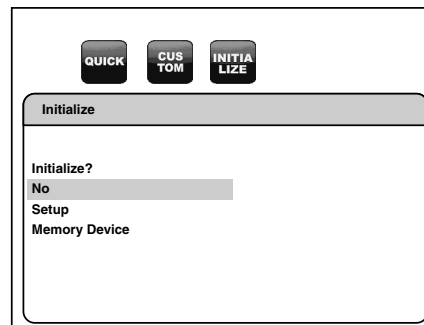 QUICK
CUS
TOM
INITIA
LIZE
Initialize
Initialize?
No
Setup
Memory Device